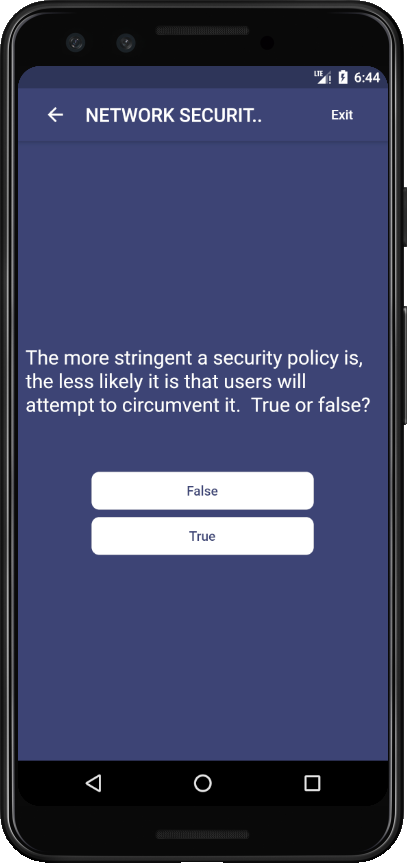 LTE 6:44
NETWORK SECURIT.. Exit
The more stringent a security policy is,
the less likely it is that users will
attempt to circumvent it.  True or false?
False
True